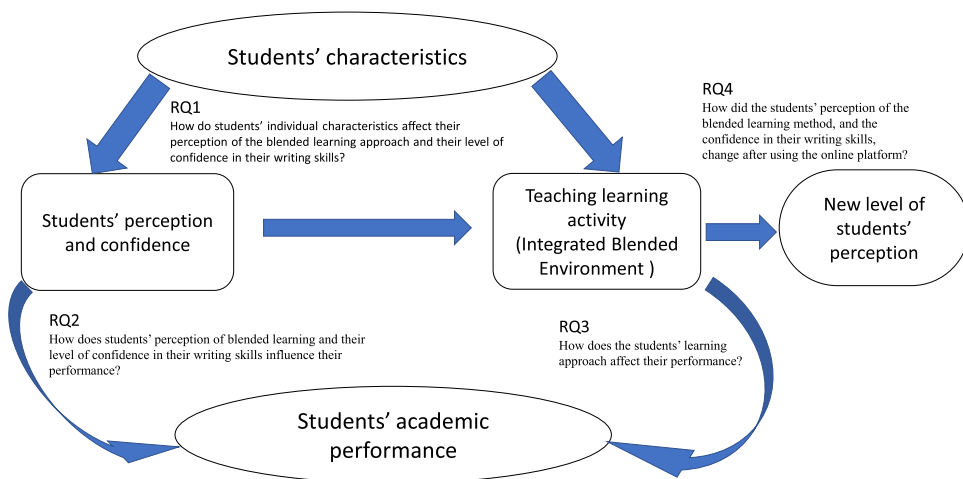 Students’ characteristics
RQ1
How do students’ individual characteristics affect their
perception of the blended learning approach and their level of
confidence in their writing skills?
RQ4
How did the students’ perception of the
blended learning method, and the
confidence in their writing skills,
change after using the online platform?
Students’ perception
and confidence
Teaching learning
activity
(Integrated Blended
Environment )
New level of
students’
perception
RQ2
How does students’ perception of blended learning and their
level of confidence in their writing skills influence their
performance?
RQ3
How does the students’ learning
approach affect their performance?
Students’ academic
performance